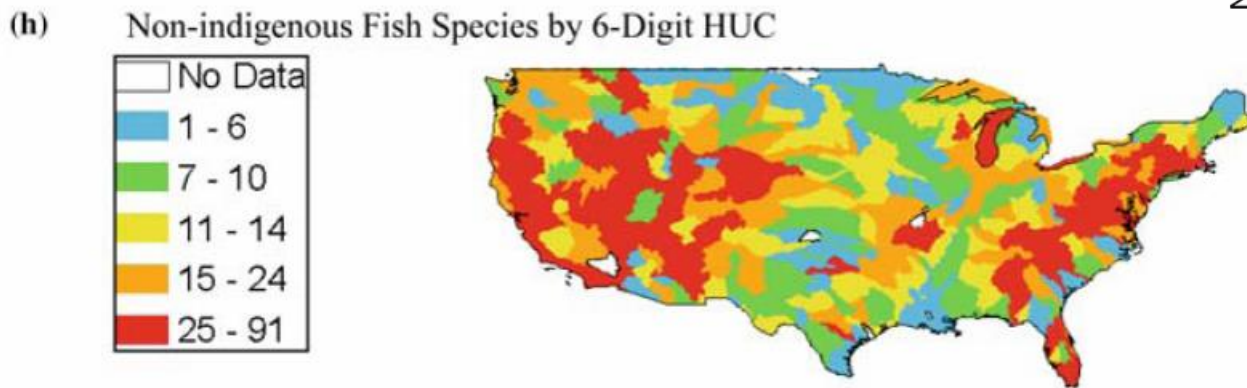 (h) Non-indigenous Fish Species by 6-Digit HUC
No Data
1 - 6
7 - 10
11 - 14
15 - 24
25 - 91